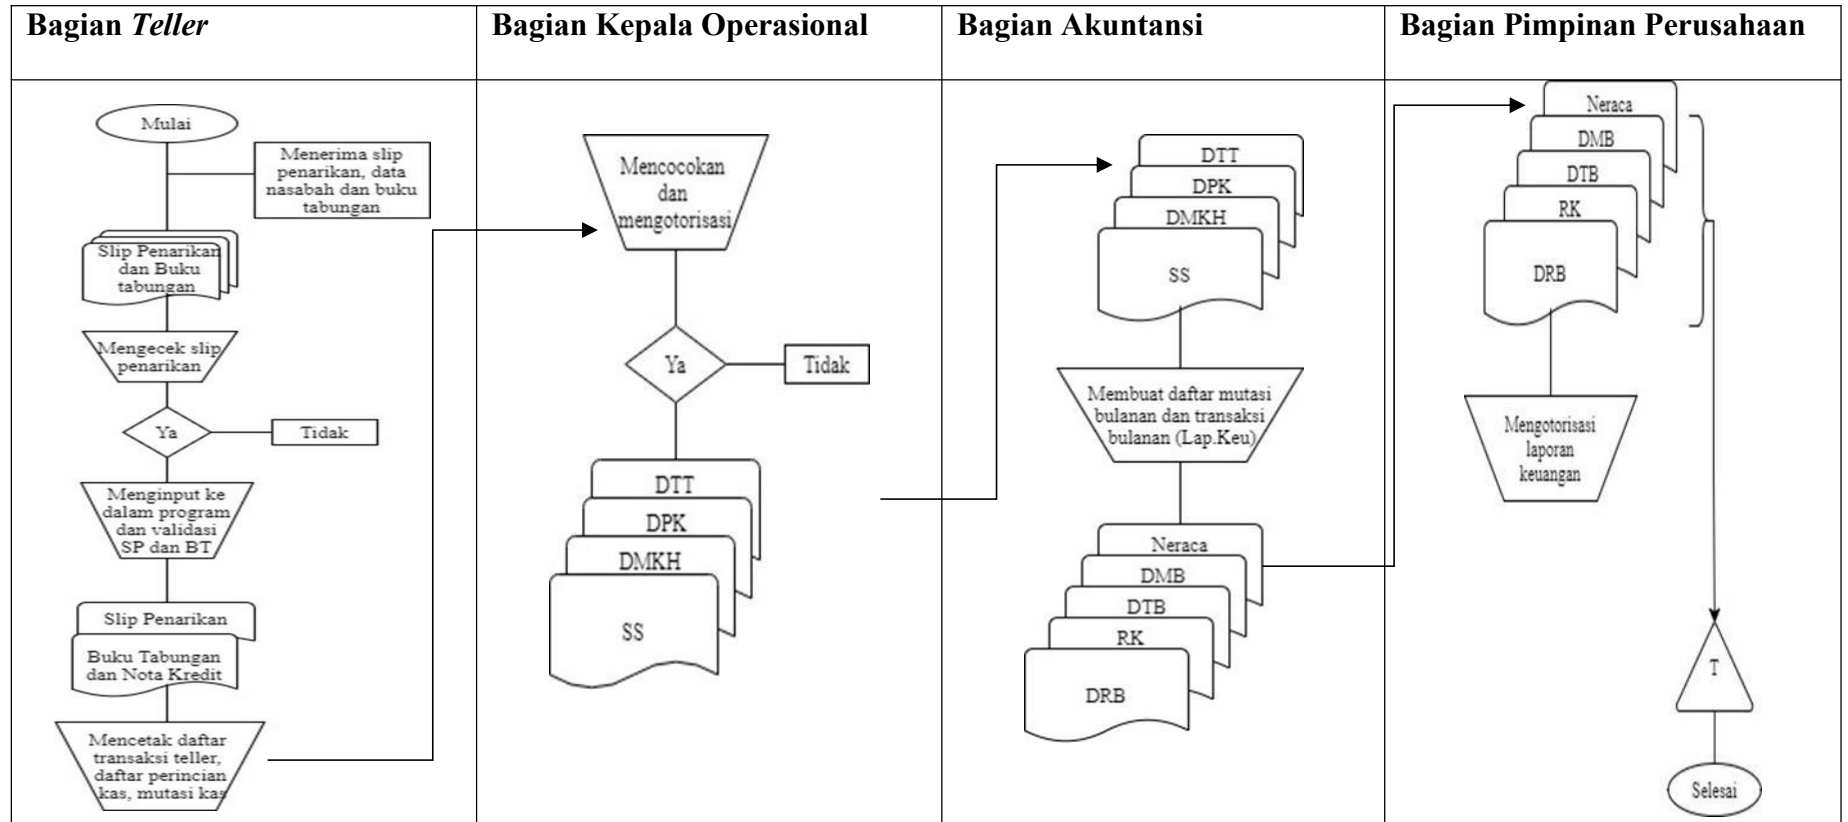 Bagian Teller
Bagian Kepala Operasional
Bagian Akuntansi
Bagian Pimpinan Perusahaan
Mulai
Menerima slip
penarikan, data
nasabah dan buku
tabungan
Slip Penarikan
dan Buku
tabungan
Mengecek slip
penarikan
Ya
Tidak
Menginput ke
dalam program
dan validasi
SP dan BT
Slip Penarikan
Buku Tabungan
dan Nota Kredit
Mencetak daftar
transaksi teller,
daftar perincian
kas, mutasi kas
Mencocokan
dan
mengotorisasi
Ya
Tidak
DTT
DPK
DMKH
SS
DTT
DPK
DMKH
SS
Membuat daftar mutasi
bulanan dan transaksi
bulanan (Lap.Keu)
Neraca
DMB
DTB
RK
DRB
Neraca
DMB
DTB
RK
DRB
Mengotorisasi
laporan
keuangan
T
Selesai